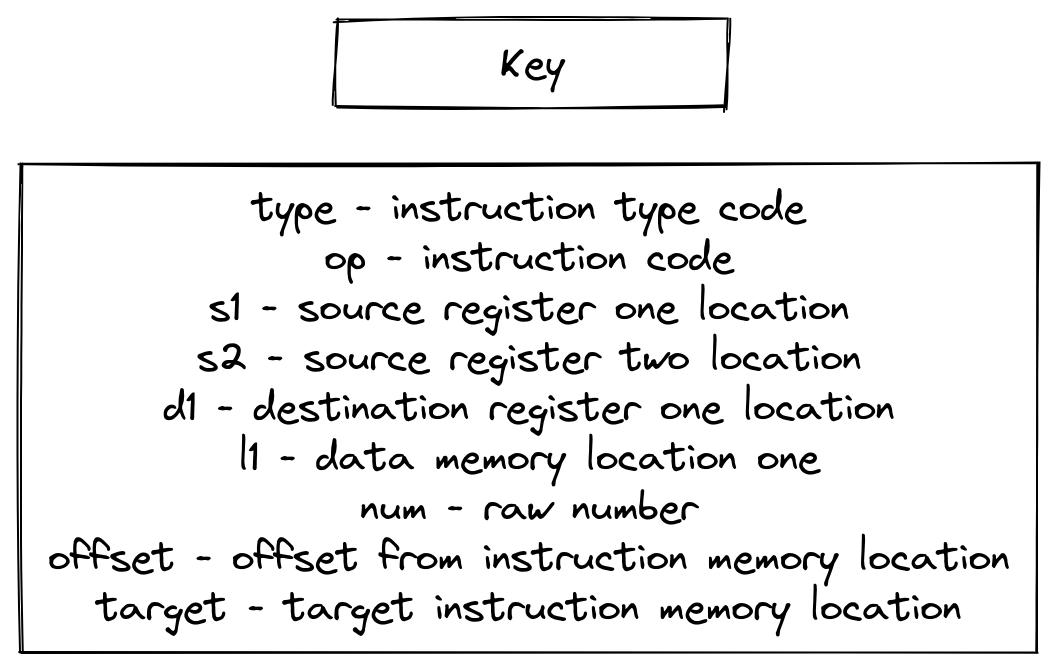 Key
type - instruction type code
op - instruction code
s1 - source register one location
s2 - source register two location
d1 - destination register one location
l1 - data memory location one
num - raw number
offset - offset from instruction memory location
target - target instruction memory location